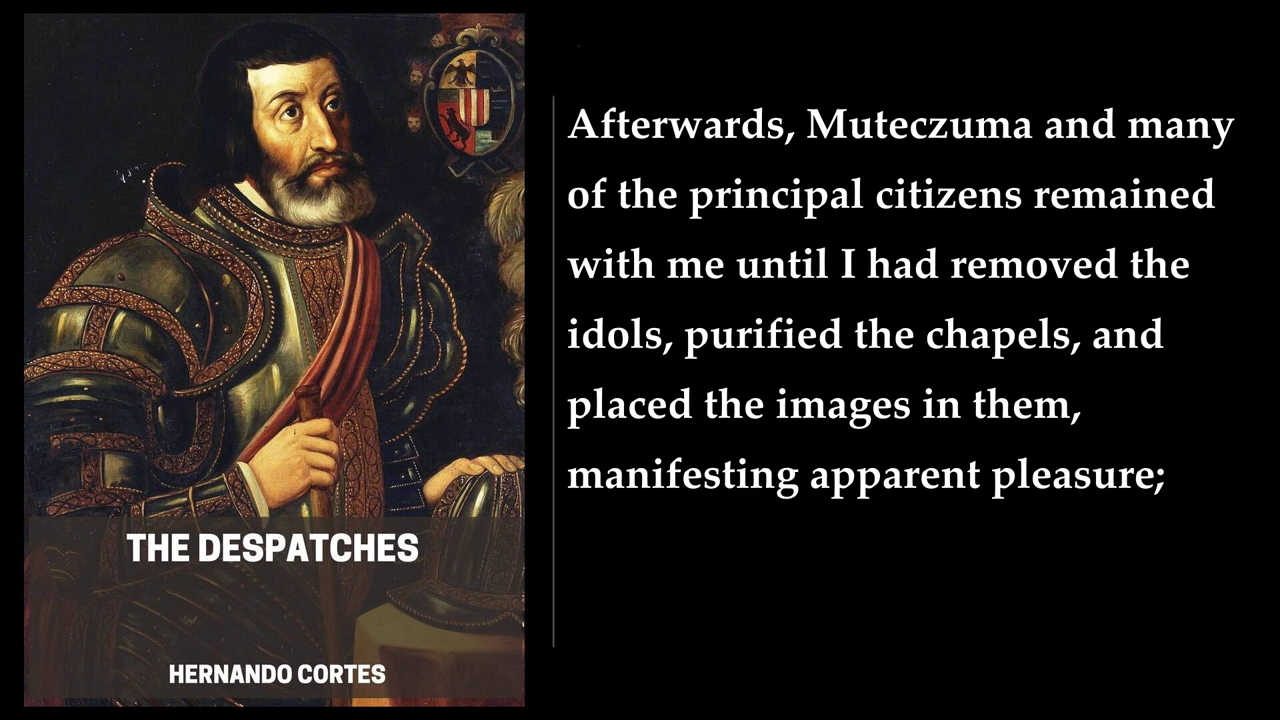 THE DESPATCHES
HERNANDO CORTES
Afterwards, Muteczuma and many
of the principal citizens remained
with me until I had removed the
idols, purified the chapels, and
placed the images in them,
manifesting apparent pleasure;